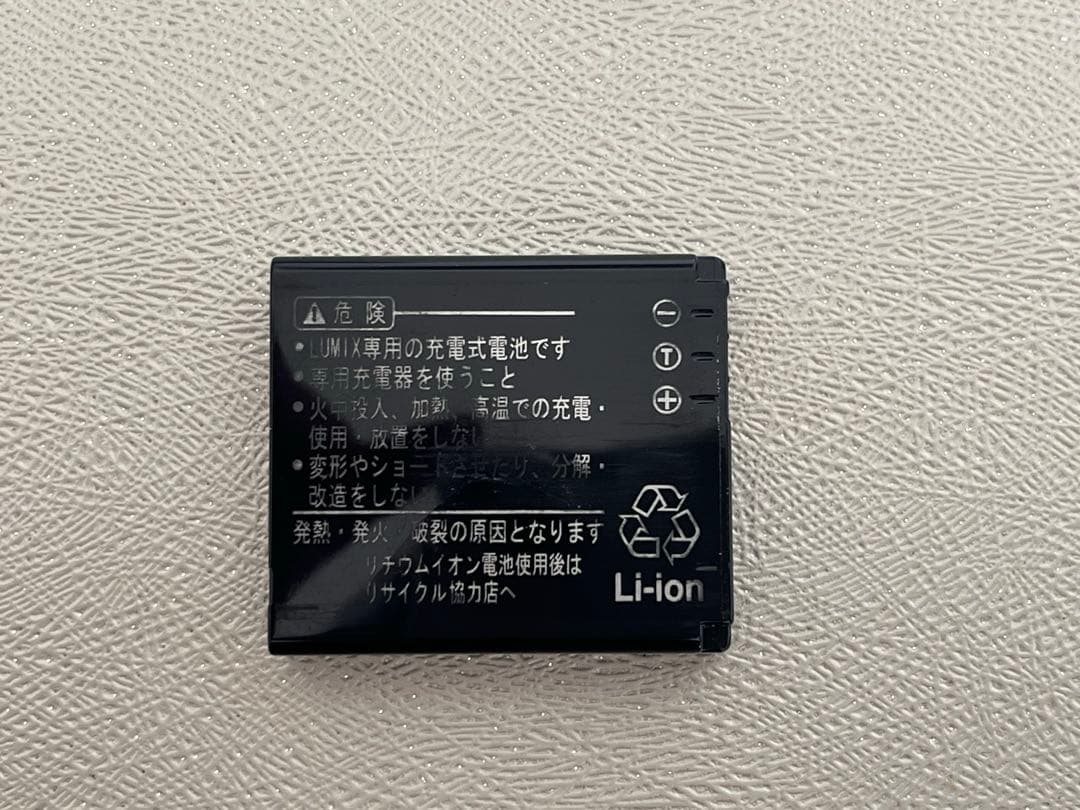 危険
•LUMIX専用の充電式電池です
•専用充電器を使うこと
•火中投入、加熱、高温での充電・
使用・放置をしない
•変形やショートさせたり、分解・
改造をしない
発熱・発火・破裂の原因となります
リチウムイオン電池使用後は
リサイクル協力店へ
− T +
Li-ion